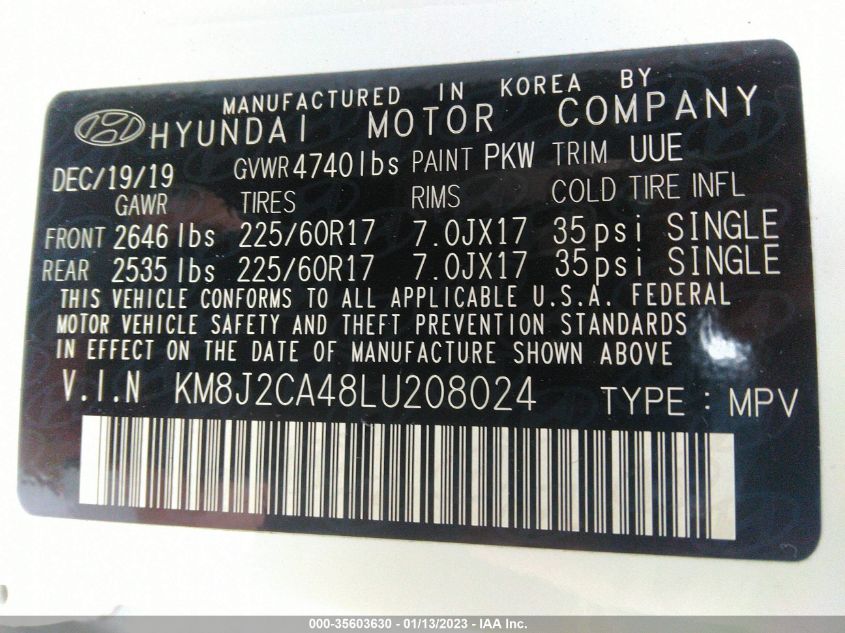 MANUFACTURED IN KOREA BY
HYUNDAI MOTOR COMPANY
DEC/19/19 GVWR 4740lbs PAINT PKW TRIM UUE
GAWR TIRES RIMS COLD TIRE INFL
FRONT 2646 lbs 225/60R17 7.0JX17 35psi SINGLE
REAR 2535 lbs 225/60R17 7.0JX17 35psi SINGLE
THIS VEHICLE CONFORMS TO ALL APPLICABLE U.S.A. FEDERAL
MOTOR VEHICLE SAFETY AND THEFT PREVENTION STANDARDS
IN EFFECT ON THE DATE OF MANUFACTURE SHOWN ABOVE
V.I.N KM8J2CA48LU208024 TYPE : MPV
3
000-35603630 - 01/13/2023 - IAA Inc.